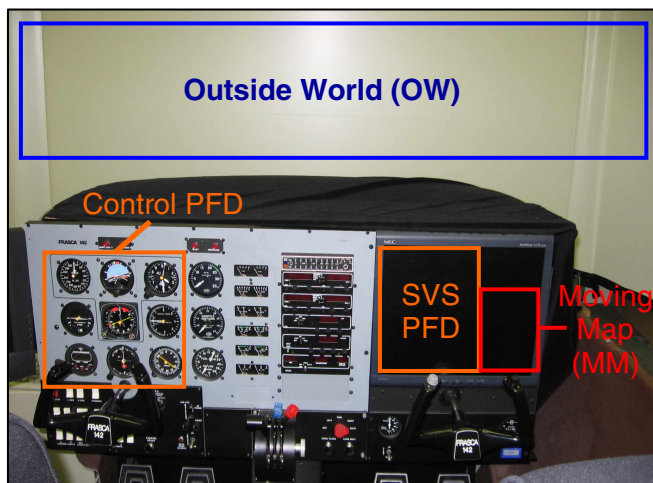 Outside World (OW)
Control PFD
FRASCA 142
NEC
SVS
PFD
Moving
Map
(MM)
FRASCA
142
FRASCA
142